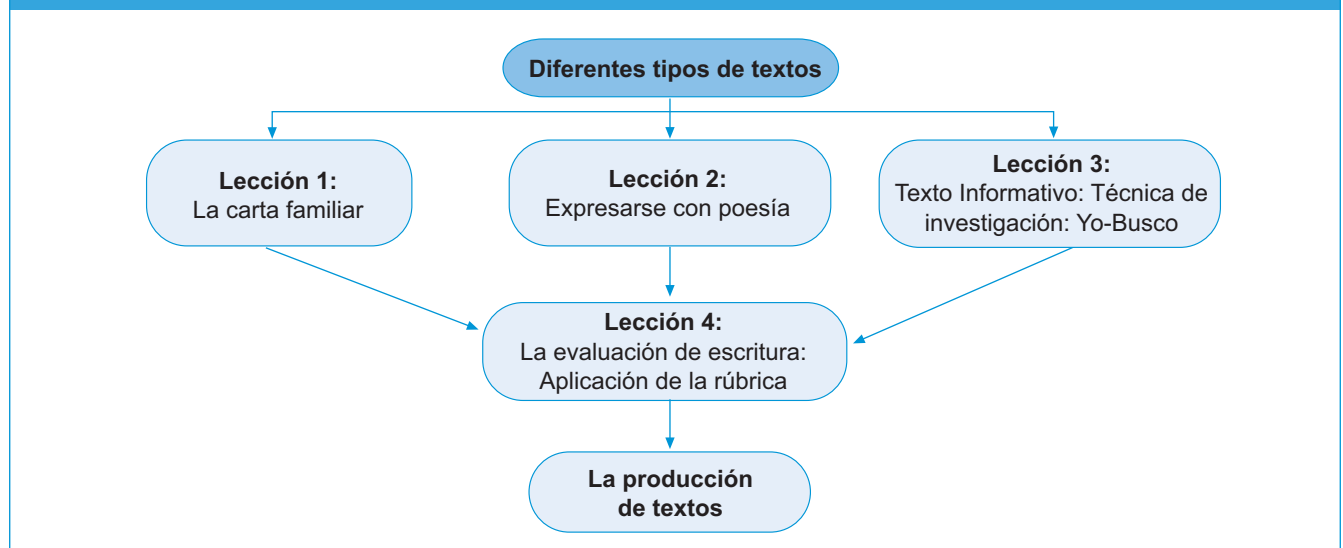 Diferentes tipos de textos
Lección 1:
La carta familiar
Lección 2:
Expresarse con poesía
Lección 3:
Texto Informativo: Técnica de
investigación: Yo-Busco
Lección 4:
La evaluación de escritura:
Aplicación de la rúbrica
La producción
de textos